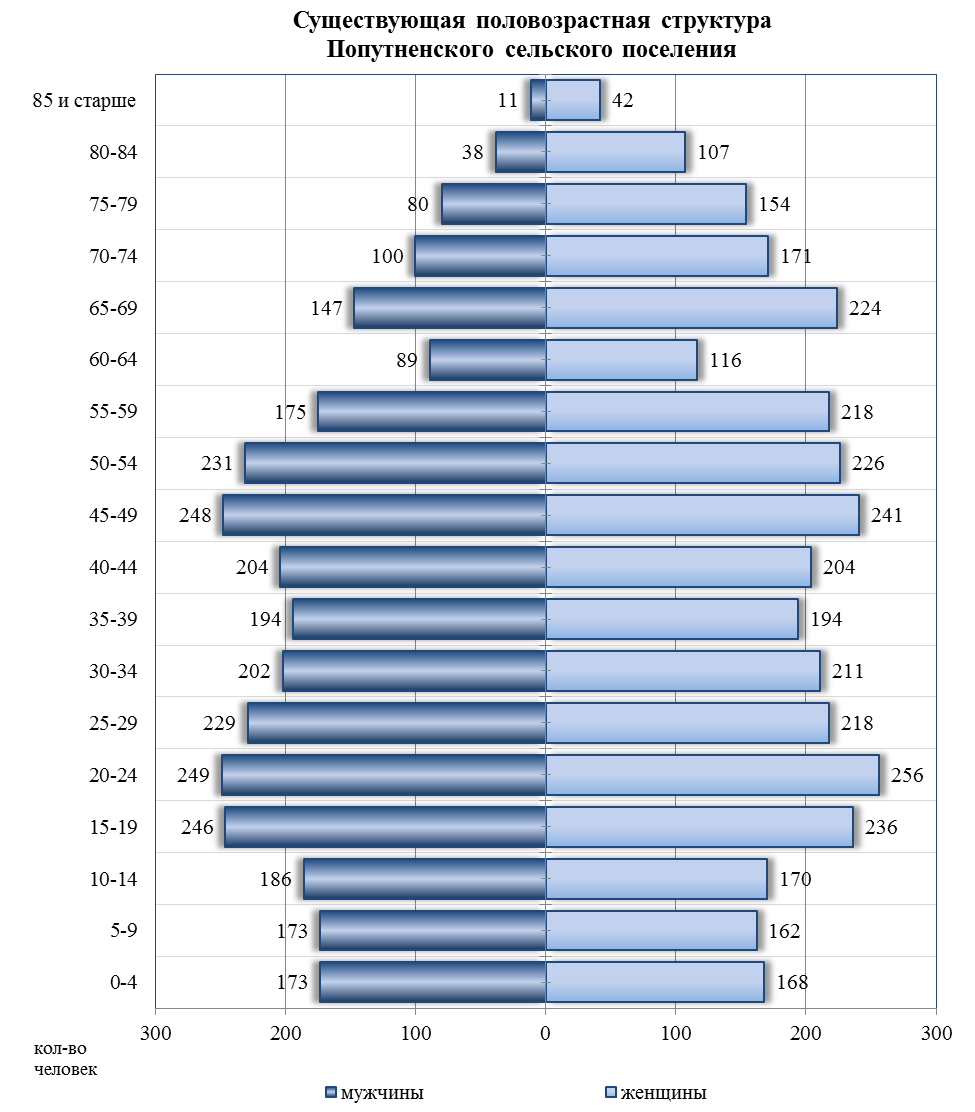 Существующая половозрастная структура
Попутненского сельского поселения
85 и старше 11 42
80-84 38 107
75-79 80 154
70-74 100 171
65-69 147 224
60-64 89 116
55-59 175 218
50-54 231 226
45-49 248 241
40-44 204 204
35-39 194 194
30-34 202 211
25-29 229 218
20-24 249 256
15-19 246 236
10-14 186 170
5-9 173 162
0-4 173 168
300 200 100 0 100 200 300
кол-во
человек
мужчины женщины